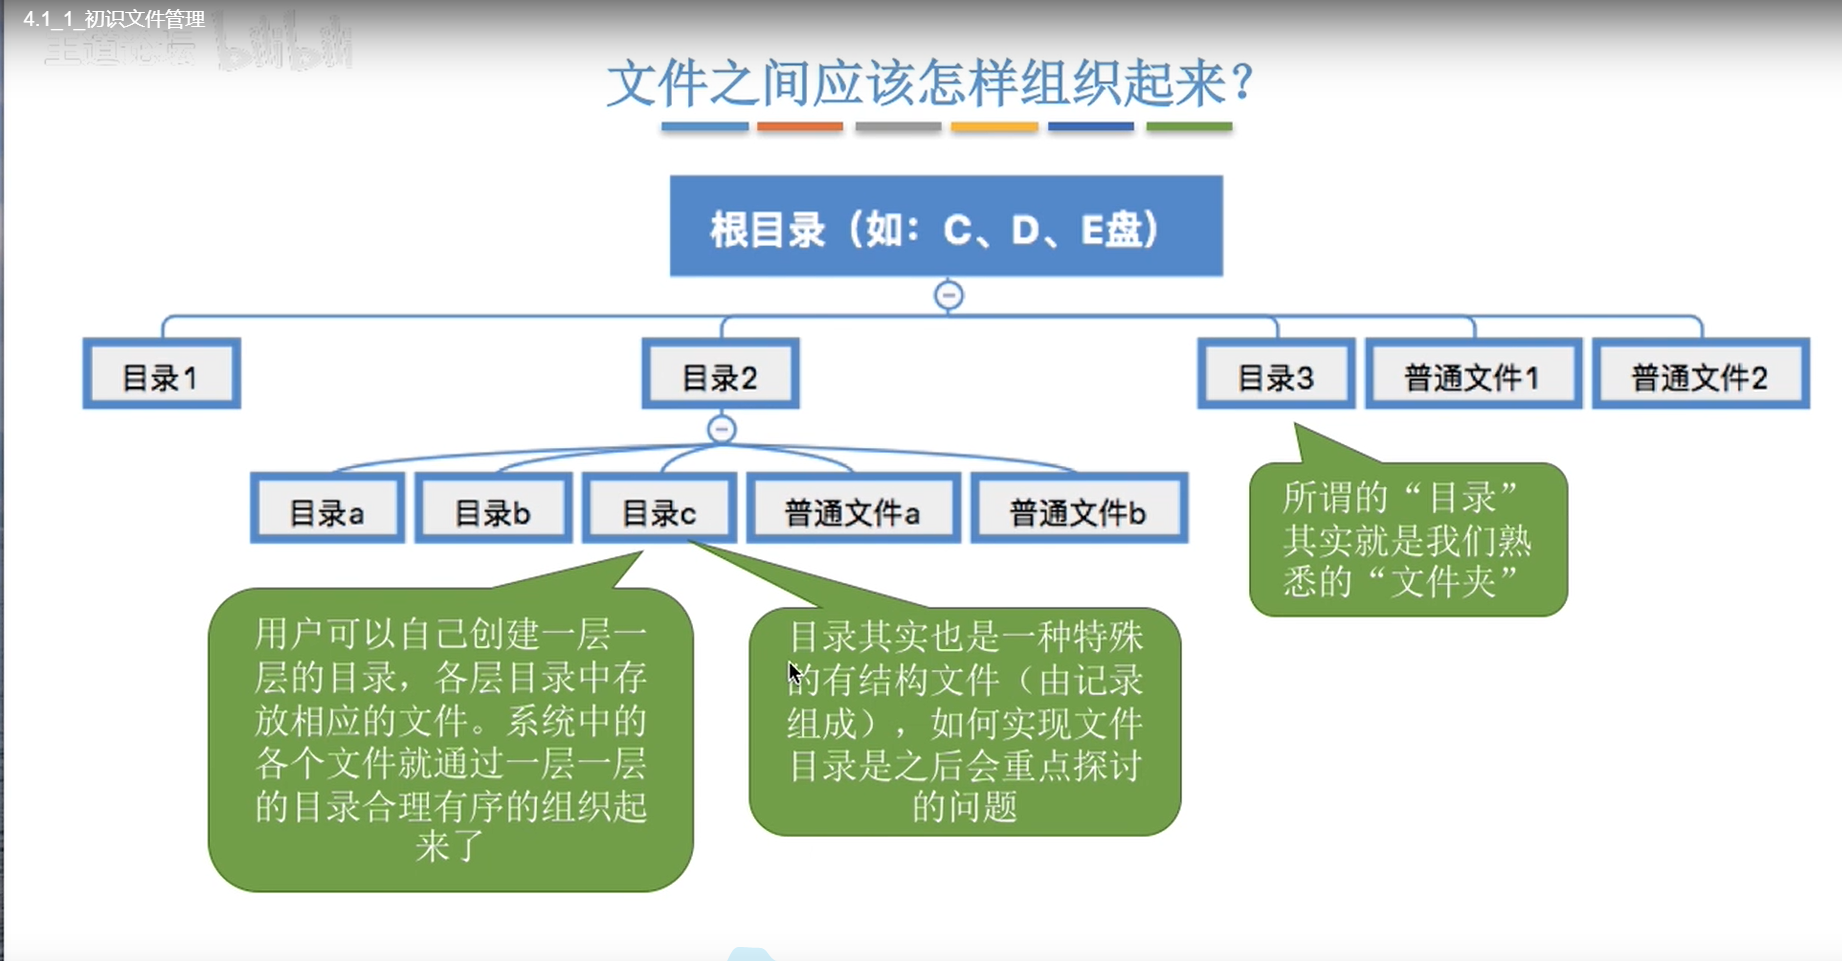 4.1_1_初识文件管理
王道论坛 bilibili
文件之间应该怎样组织起来?
根目录（如：C、D、E盘）
目录1
目录2
目录3
普通文件1
普通文件2
目录a
目录b
目录c
普通文件a
普通文件b
所谓的“目录”
其实就是我们熟
悉的“文件夹”
用户可以自己创建一层一
层的目录，各层目录中存
放相应的文件。系统中的
各个文件就通过一层一层
的目录合理有序的组织起
来了
目录其实也是一种特殊
的有结构文件（由记录
组成），如何实现文件
目录是之后会重点探讨
的问题